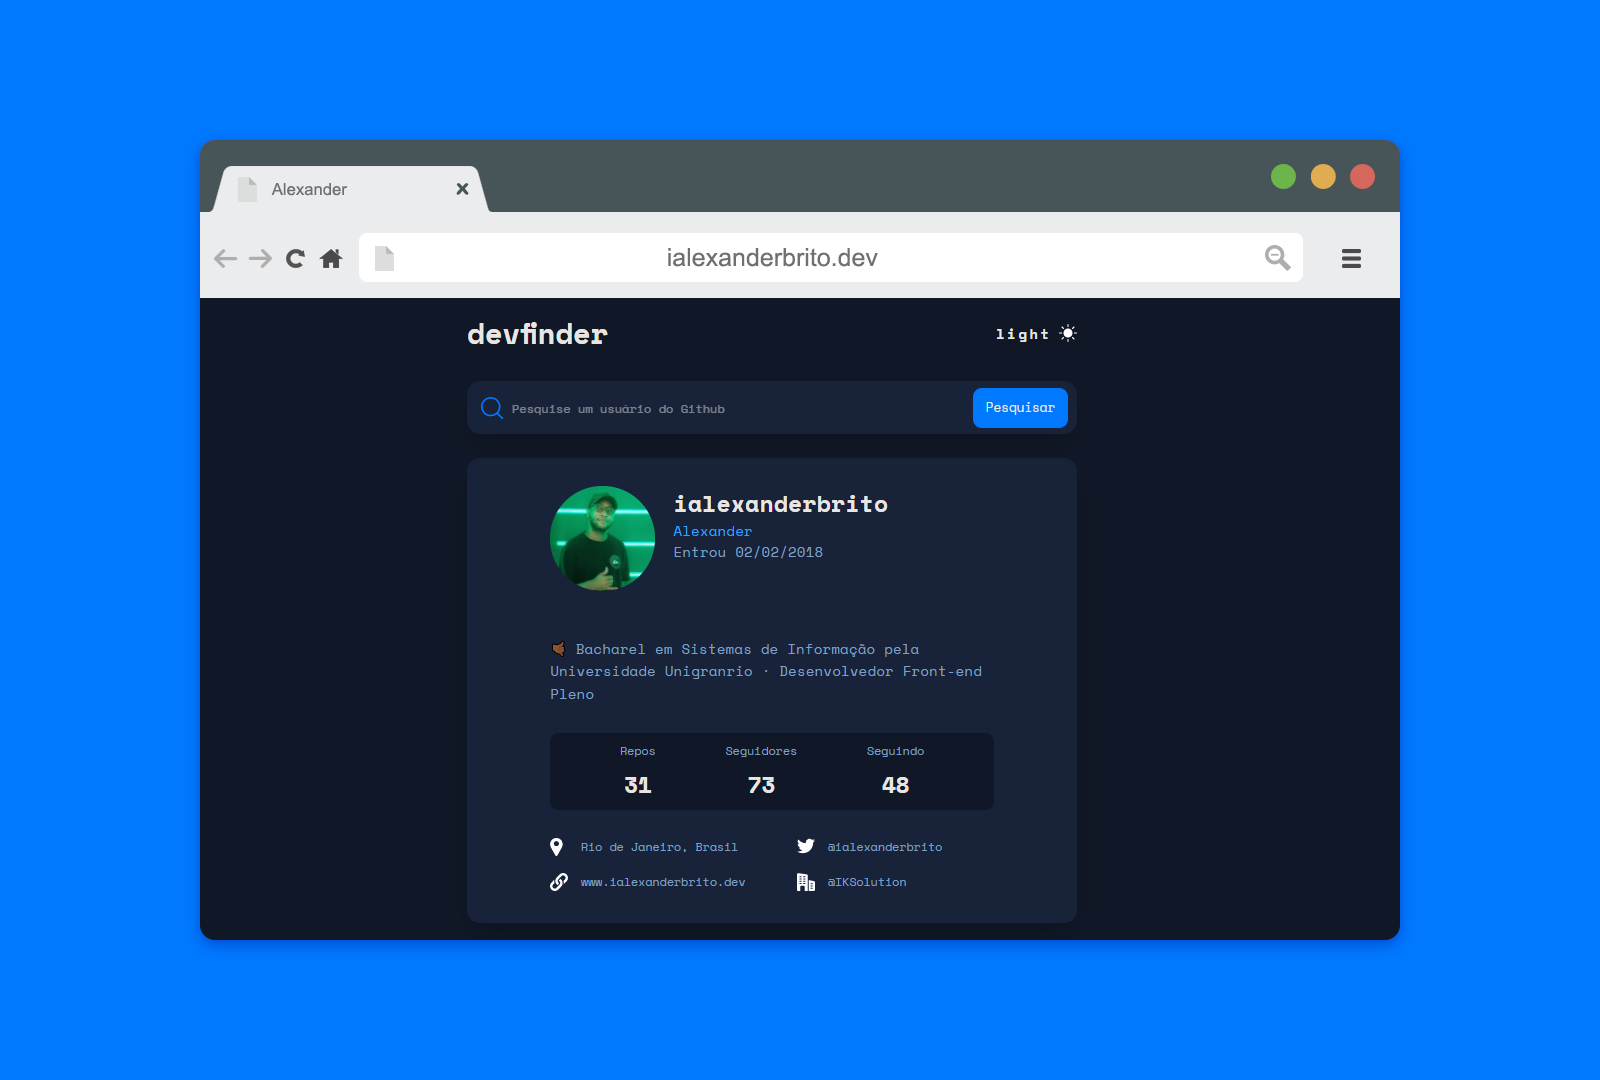 Alexander
ialexanderbrito.dev
devfinder
light
Pesquise um usuário do Github
Pesquisar
ialexanderbrito
Alexander
Entrou 02/02/2018
Bacharel em Sistemas de Informação pela
Universidade Unigranrio · Desenvolvedor Front-end
Pleno
Repos Seguidores Seguindo
31 73 48
Rio de Janeiro, Brasil @ialexanderbrito
www.ialexanderbrito.dev @IKSolution